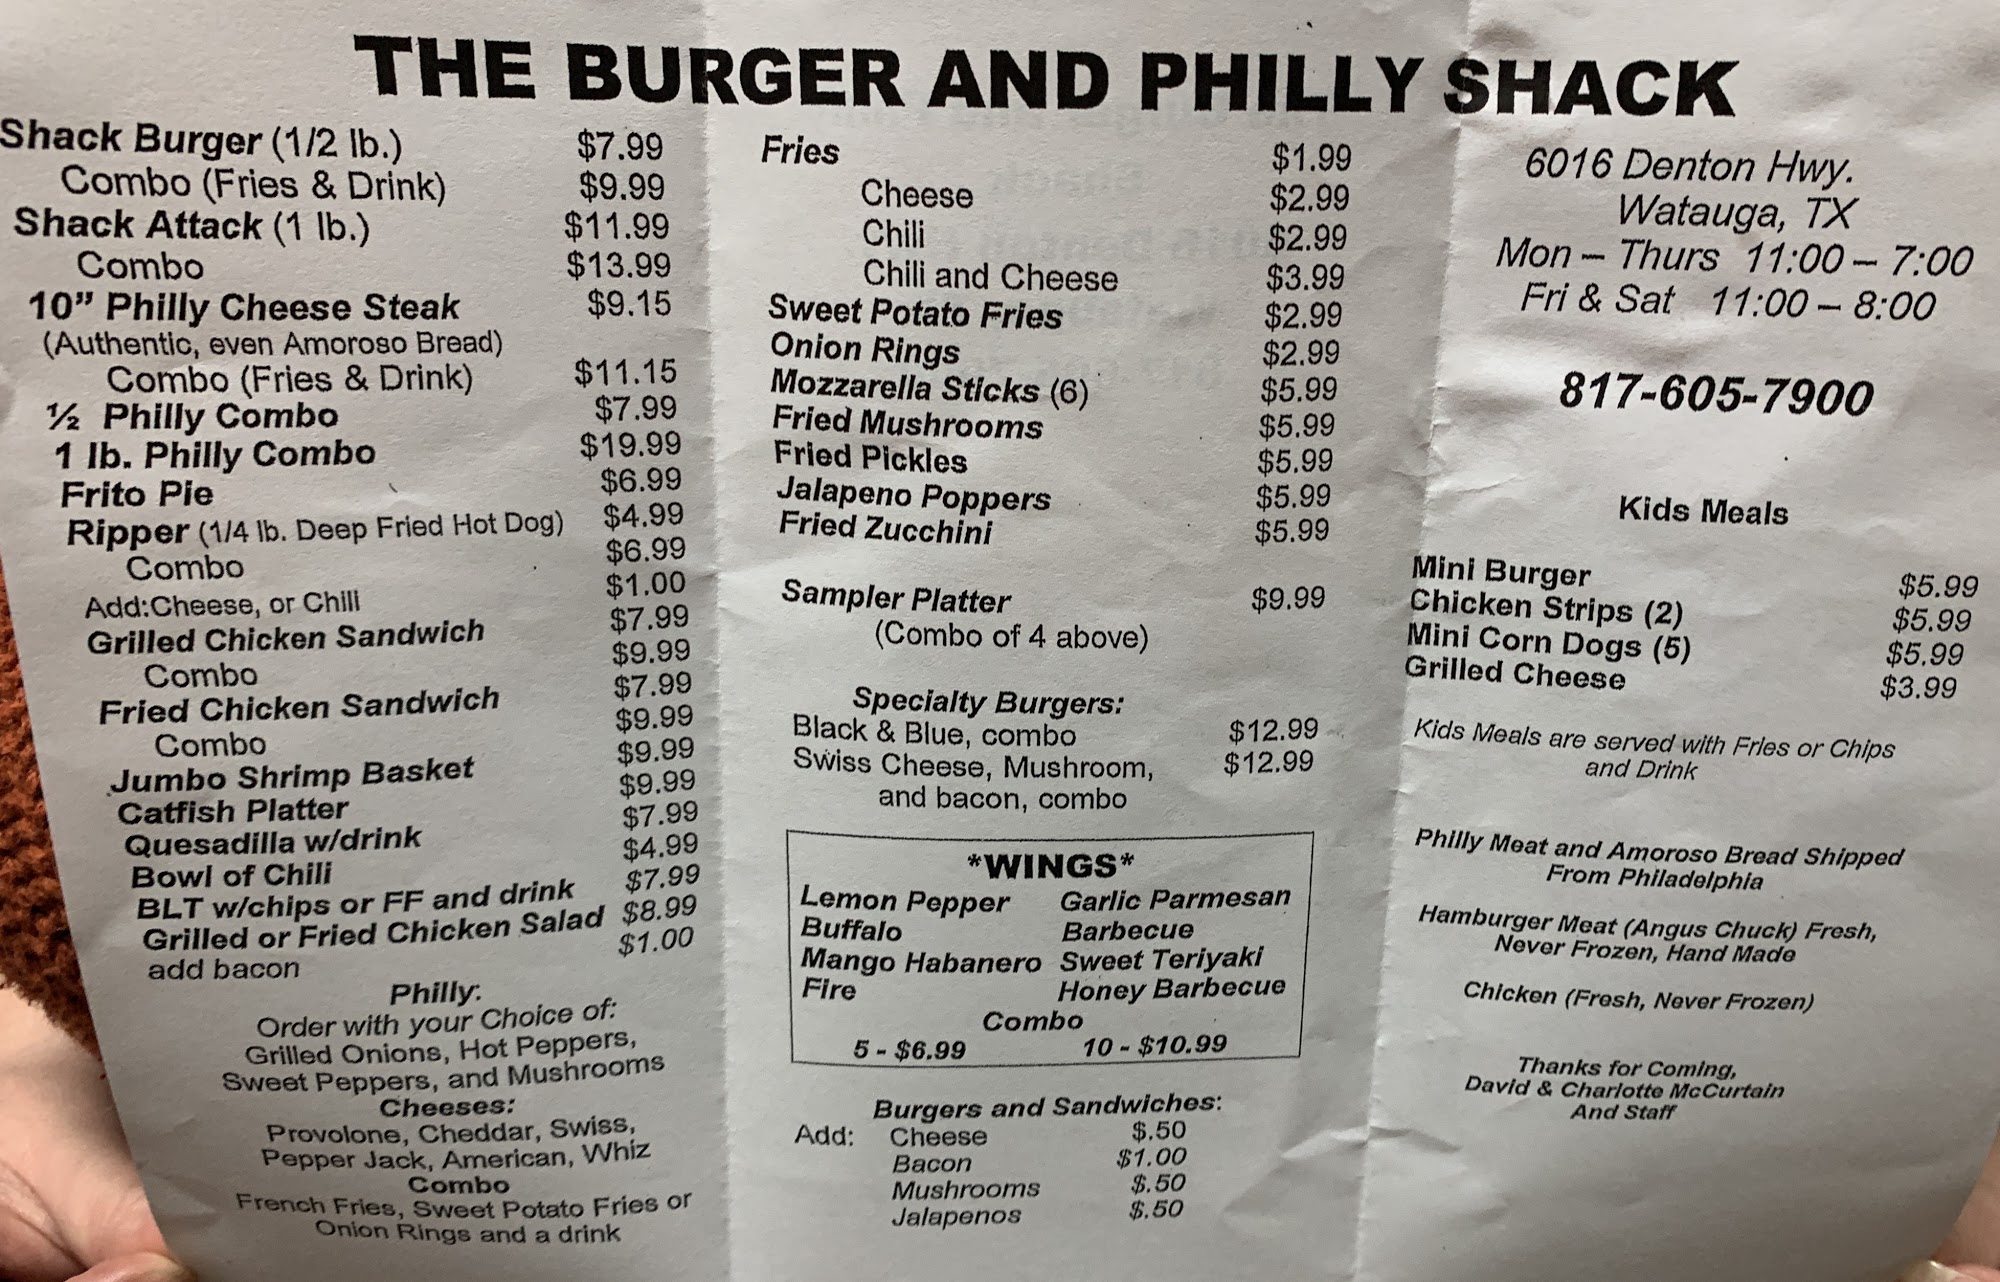 THE BURGER AND PHILLY SHACK
Shack Burger (1/2 lb.) $7.99
Combo (Fries & Drink) $9.99
Shack Attack (1 lb.) $11.99
Combo $13.99
10” Philly Cheese Steak $9.15
(Authentic, even Amoroso Bread)
Combo (Fries & Drink) $11.15
½ Philly Combo $7.99
1 lb. Philly Combo $19.99
Frito Pie $6.99
Ripper (1/4 lb. Deep Fried Hot Dog) $4.99
Combo $6.99
Add:Cheese, or Chili $1.00
Grilled Chicken Sandwich $7.99
Combo $9.99
Fried Chicken Sandwich $7.99
Combo $9.99
Jumbo Shrimp Basket $9.99
Catfish Platter $9.99
Quesadilla w/drink $7.99
Bowl of Chili $4.99
BLT w/chips or FF and drink $7.99
Grilled or Fried Chicken Salad $8.99
add bacon $1.00
Philly:
Order with your Choice of:
Grilled Onions, Hot Peppers,
Sweet Peppers, and Mushrooms
Cheeses:
Provolone, Cheddar, Swiss,
Pepper Jack, American, Whiz
Combo
French Fries, Sweet Potato Fries or
Onion Rings and a drink
Fries $1.99
Cheese $2.99
Chili $2.99
Chili and Cheese $3.99
Sweet Potato Fries $2.99
Onion Rings $2.99
Mozzarella Sticks (6) $5.99
Fried Mushrooms $5.99
Fried Pickles $5.99
Jalapeno Poppers $5.99
Fried Zucchini $5.99
Sampler Platter $9.99
(Combo of 4 above)
Specialty Burgers:
Black & Blue, combo $12.99
Swiss Cheese, Mushroom, $12.99
and bacon, combo
*WINGS*
Lemon Pepper Garlic Parmesan
Buffalo Barbecue
Mango Habanero Sweet Teriyaki
Fire Honey Barbecue
Combo
5 - $6.99 10 - $10.99
Burgers and Sandwiches:
Add: Cheese $.50
Bacon $1.00
Mushrooms $.50
Jalapenos $.50
6016 Denton Hwy.
Watauga, TX
Mon – Thurs 11:00 – 7:00
Fri & Sat 11:00 – 8:00
817-605-7900
Kids Meals
Mini Burger $5.99
Chicken Strips (2) $5.99
Mini Corn Dogs (5) $5.99
Grilled Cheese $3.99
Kids Meals are served with Fries or Chips
and Drink
Philly Meat and Amoroso Bread Shipped
From Philadelphia
Hamburger Meat (Angus Chuck) Fresh,
Never Frozen, Hand Made
Chicken (Fresh, Never Frozen)
Thanks for Coming,
David & Charlotte McCurtain
And Staff